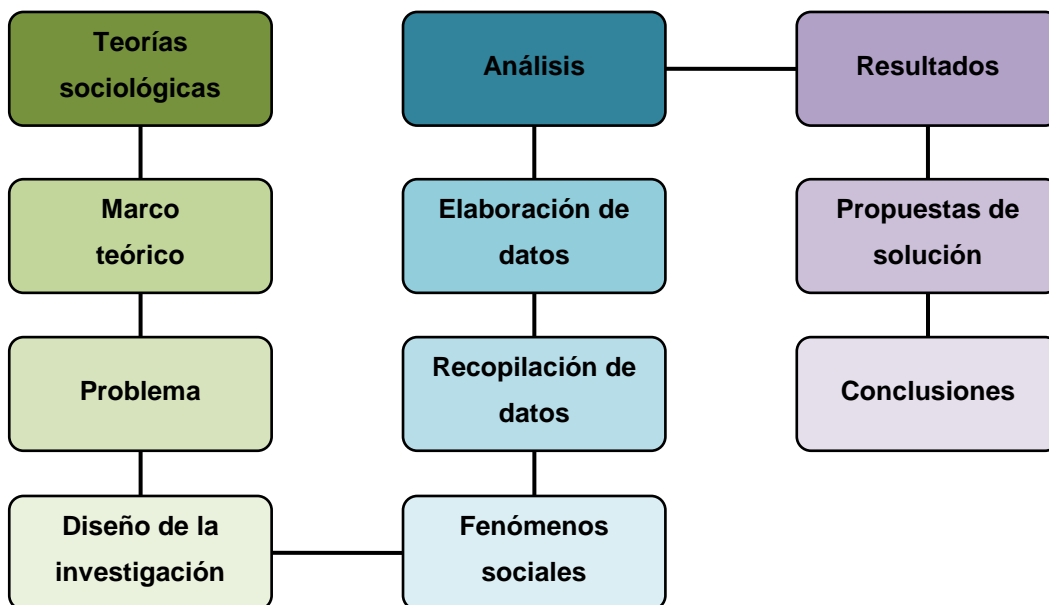 Teorías
sociológicas
Marco
teórico
Problema
Diseño de la
investigación
Fenómenos
sociales
Recopilación de
datos
Elaboración de
datos
Análisis
Resultados
Propuestas de
solución
Conclusiones